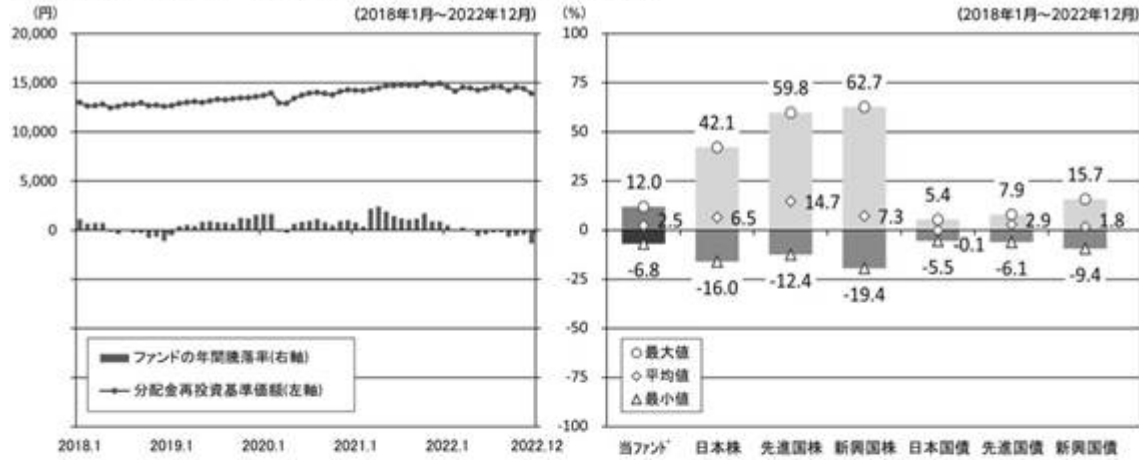 (円)
(2018年1月～2022年12月)
20,000
15,000
10,000
5,000
0
ファンドの年間騰落率(右軸)
分配金再投資基準価額(左軸)
2018.1 2019.1 2020.1 2021.1 2022.1 2022.12
(%)
(2018年1月～2022年12月)
100
75
50
25
0
-25
-50
-75
-100
12.0 42.1 59.8 62.7 5.4 7.9 15.7
2.5 6.5 14.7 7.3 -0.1 2.9 1.8
-6.8 -16.0 -12.4 -19.4 -5.5 -6.1 -9.4
最大値
平均値
最小値
当ファンド 日本株 先進国株 新興国株 日本国債 先進国債 新興国債